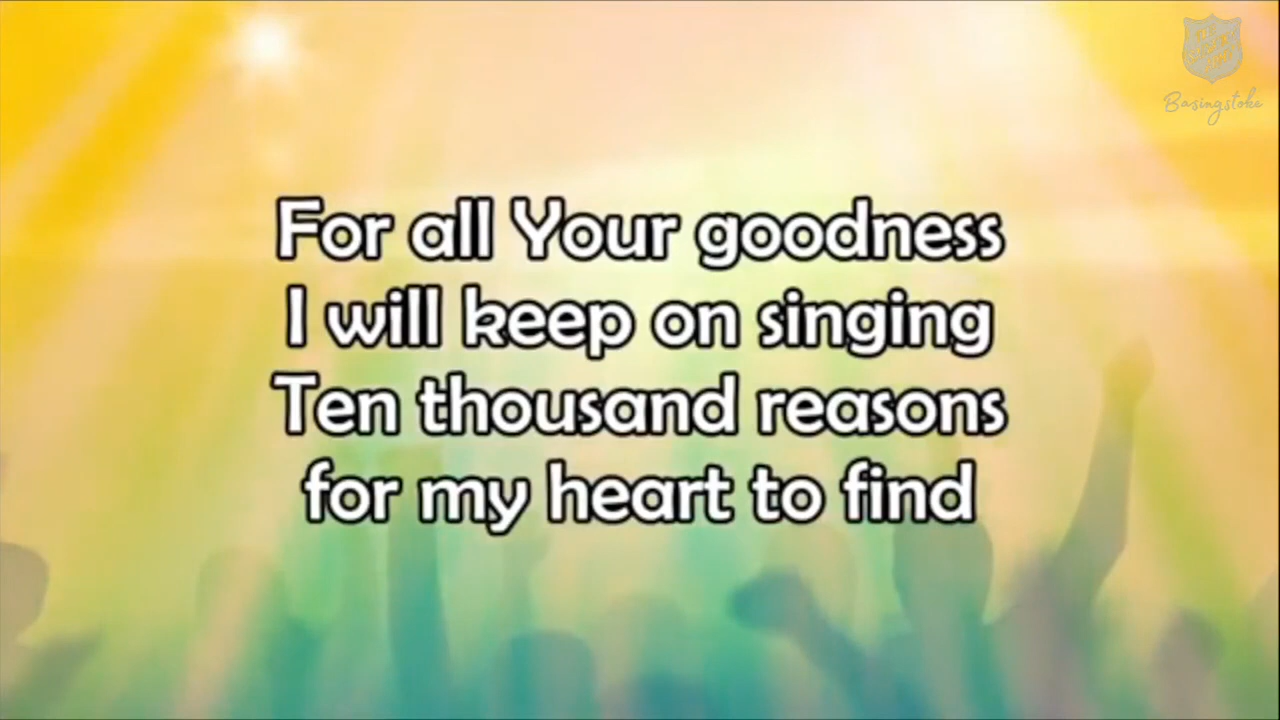 Basingstoke
For all Your goodness
I will keep on singing
Ten thousand reasons
for my heart to find